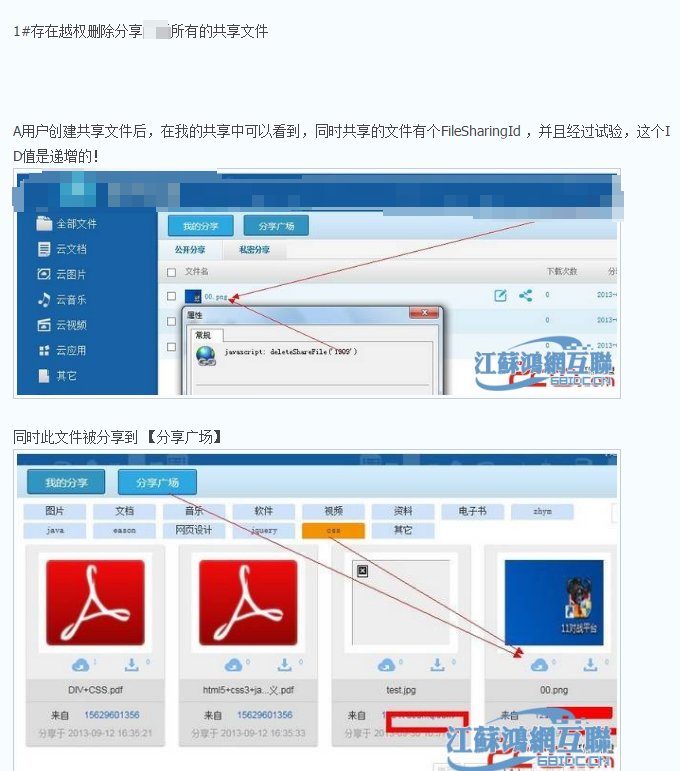 1#存在越权删除分享 所有的共享文件
A用户创建共享文件后，在我的共享中可以看到，同时共享的文件有个FileSharingId ，并且经过试验，这个I
D值是递增的！
全部文件
我的分享 分享广场
云文档
公开分享 私密分享
云图片
文件名 下载次数 分
云音乐
00.png 0 2013-
云视频
属性 0 2013-
常规
云应用
javascript: deleteShareFile('1909') 0
其它
江蘇鴻網互聯
68IDC.CN
同时此文件被分享到 【分享广场】
我的分享 分享广场
图片 文档 音乐 软件 视频 资料 电子书 zhym
java eason 网页设计 jquery css 其它
11对战平台
1 0 0 0 0 0 0 0
DIV+CSS.pdf html5+css3+ja...义.pdf test.jpg 00.png
来自 15629601356 来自 15629601356 来自 来自
分享于 2013-09-12 16:35:21 分享于 2013-09-12 16:35:33 分享于
江蘇鴻網互聯
68IDC.CN